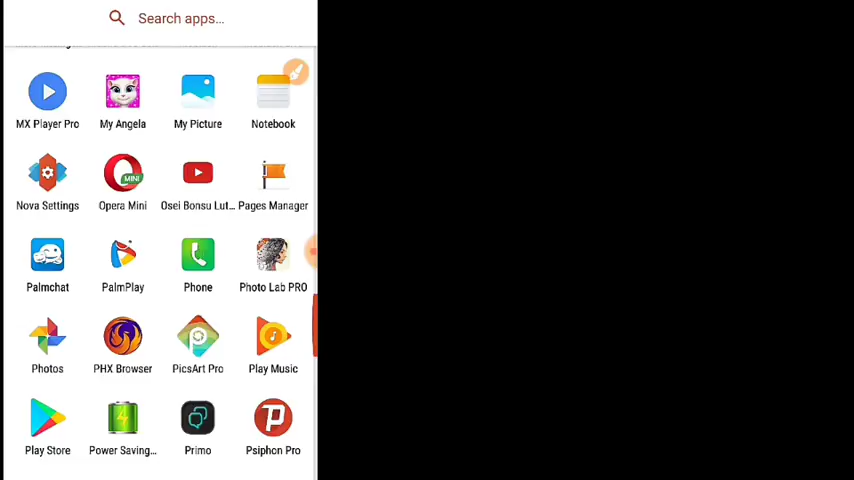 Search apps...
MX Player Pro My Angela My Picture Notebook
MINI
Nova Settings Opera Mini Osei Bonsu Lut... Pages Manager
Palmchat PalmPlay Phone Photo Lab PRO
Photos PHX Browser PicsArt Pro Play Music
Play Store Power Saving... Primo Psiphon Pro